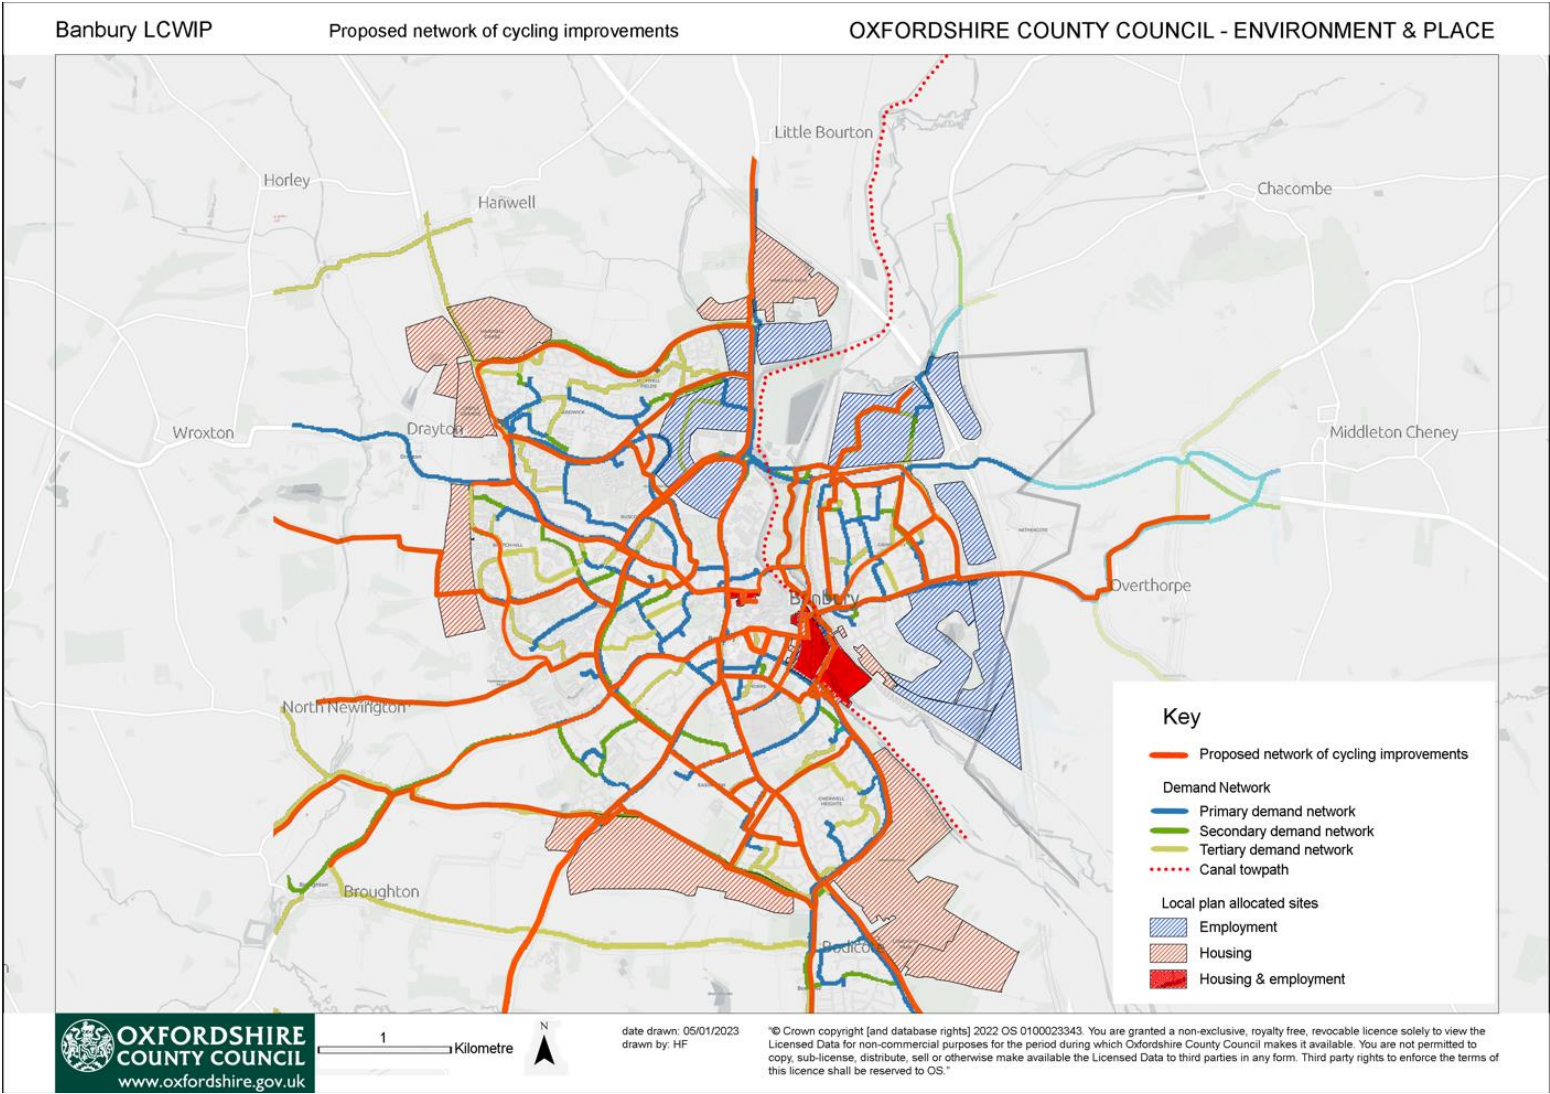 Banbury LCWIP
Proposed network of cycling improvements
OXFORDSHIRE COUNTY COUNCIL - ENVIRONMENT & PLACE
Little Bourton
Horley
Hanwell
Chacombe
Wroxton
Drayton
Middleton Cheney
Overthorpe
Banbury
North Newington
Broughton
Bodicote
Key
Proposed network of cycling improvements
Demand Network
Primary demand network
Secondary demand network
Tertiary demand network
Canal towpath
Local plan allocated sites
Employment
Housing
Housing & employment
OXFORDSHIRE
COUNTY COUNCIL
www.oxfordshire.gov.uk
1
Kilometre
N
date drawn: 05/01/2023
drawn by: HF
"© Crown copyright [and database rights] 2022 OS 0100023343. You are granted a non-exclusive, royalty free, revocable licence solely to view the
Licensed Data for non-commercial purposes for the period during which Oxfordshire County Council makes it available. You are not permitted to
copy, sub-license, distribute, sell or otherwise make available the Licensed Data to third parties in any form. Third party rights to enforce the terms of
this licence shall be reserved to OS."